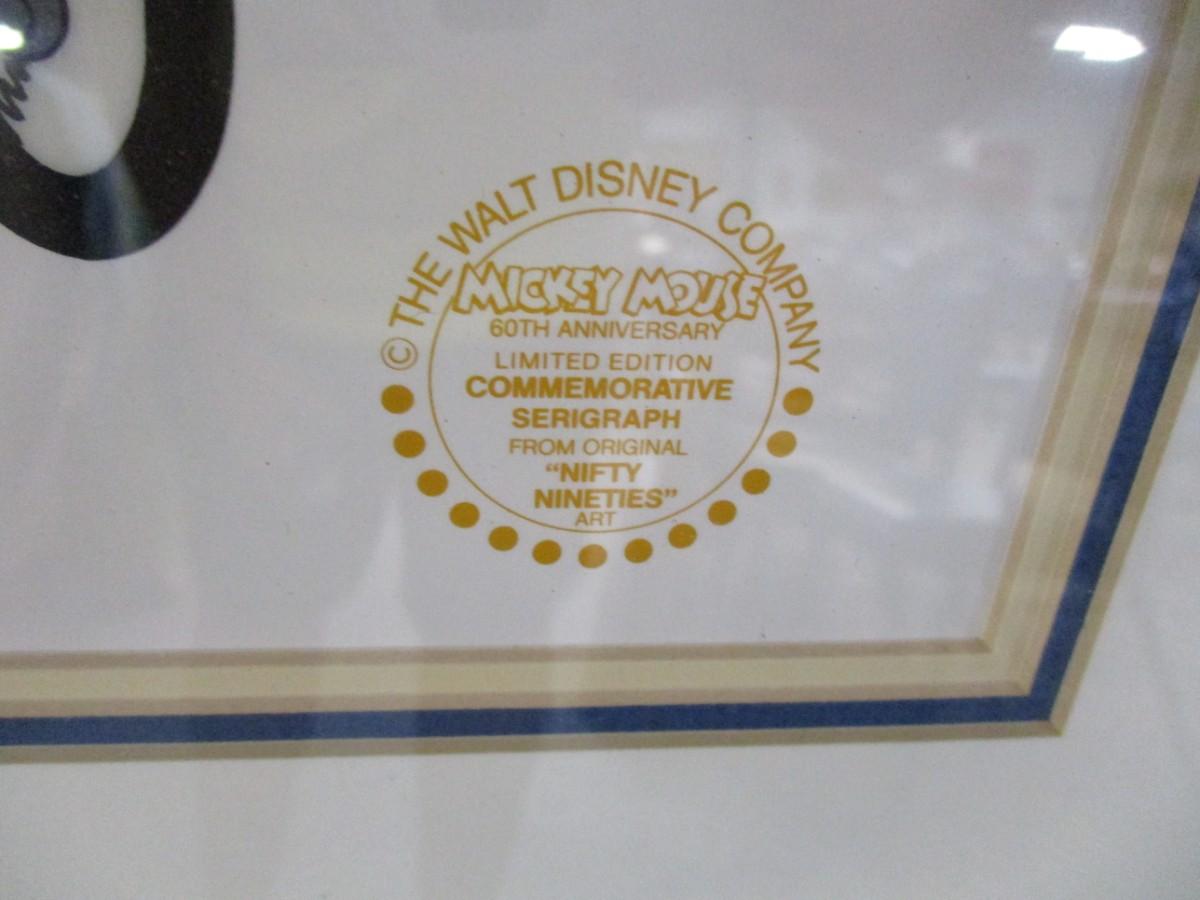 © THE WALT DISNEY COMPANY
MICKEY MOUSE
60TH ANNIVERSARY
LIMITED EDITION
COMMEMORATIVE
SERIGRAPH
FROM ORIGINAL
"NIFTY
NINETIES"
ART